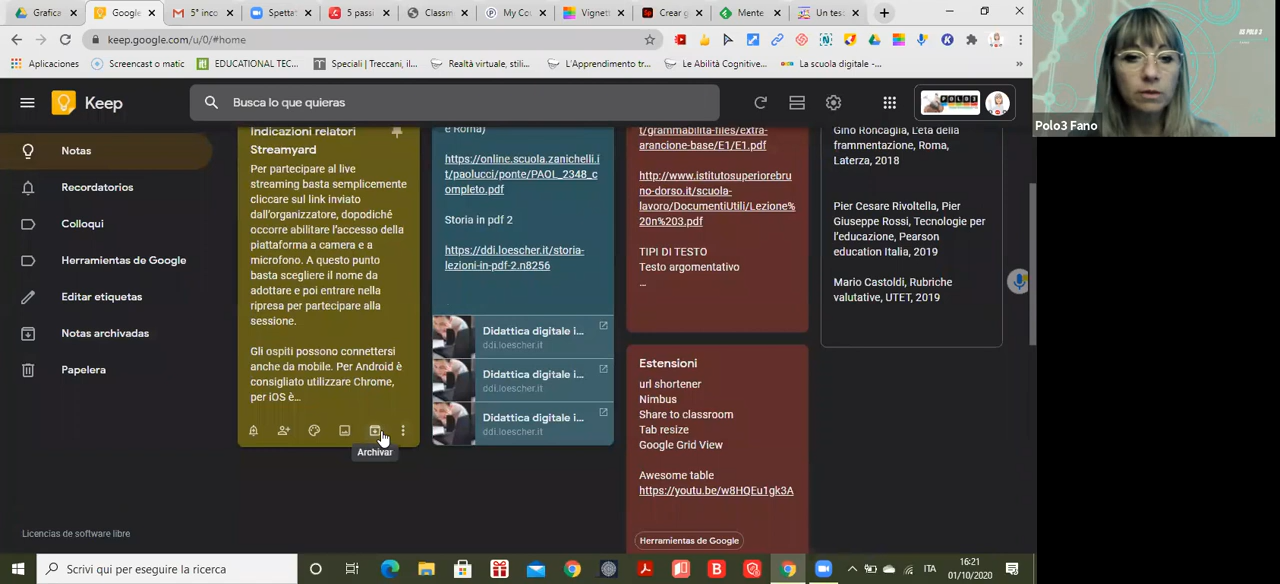 Grafica
Google
5° inco
Spettat
5 passi
Classm
My Co
Vignet
Crear g
Mente
Un tes
keep.google.com/u/0/#home
Aplicaciones
Screencast o matic
EDUCATIONAL TEC...
Speciali | Treccani, il...
Realtà virtuale, stili...
L'Apprendimento tr...
Le Abilità Cognitive...
La scuola digitale -...
Keep
Busca lo que quieras
Notas
Recordatorios
Colloqui
Herramientas de Google
Editar etiquetas
Notas archivadas
Papelera
Licencias de software libre
Indicazioni relatori
Streamyard
Per partecipare al live
streaming basta semplicemente
cliccare sul link inviato
dall'organizzatore, dopodiché
occorre abilitare l'accesso della
piattaforma a camera e a
microfono. A questo punto
basta scegliere il nome da
adottare e poi entrare nella
ripresa per partecipare alla
sessione.
Gli ospiti possono connettersi
anche da mobile. Per Android è
consigliato utilizzare Chrome,
per iOS è...
Archivar
e Roma)
https://online.scuola.zanichelli.i
t/paolucci/ponte/PAOL_2348_c
ompleto.pdf
Storia in pdf 2
https://ddi.loescher.it/storia-
lezioni-in-pdf-2.n8256
Didattica digitale i...
ddi.loescher.it
Didattica digitale i...
ddi.loescher.it
Didattica digitale i...
ddi.loescher.it
t/grammabilita-files/extra-
arancione-base/E1/E1.pdf
http://www.istitutosuperiorebru
no-dorso.it/scuola-
lavoro/DocumentiUtili/Lezione%
20n%203.pdf
TIPI DI TESTO
Testo argomentativo
...
Estensioni
url shortener
Nimbus
Share to classroom
Tab resize
Google Grid View
Awesome table
https://youtu.be/w8HQEu1gk3A
Herramientas de Google
Gino Roncaglia, L'età della
frammentazione, Roma,
Laterza, 2018
Pier Cesare Rivoltella, Pier
Giuseppe Rossi, Tecnologie per
l'educazione, Pearson
education Italia, 2019
Mario Castoldi, Rubriche
valutative, UTET, 2019
IIS POLO 3
Polo3 Fano
Scrivi qui per eseguire la ricerca
ITA
16:21
01/10/2020